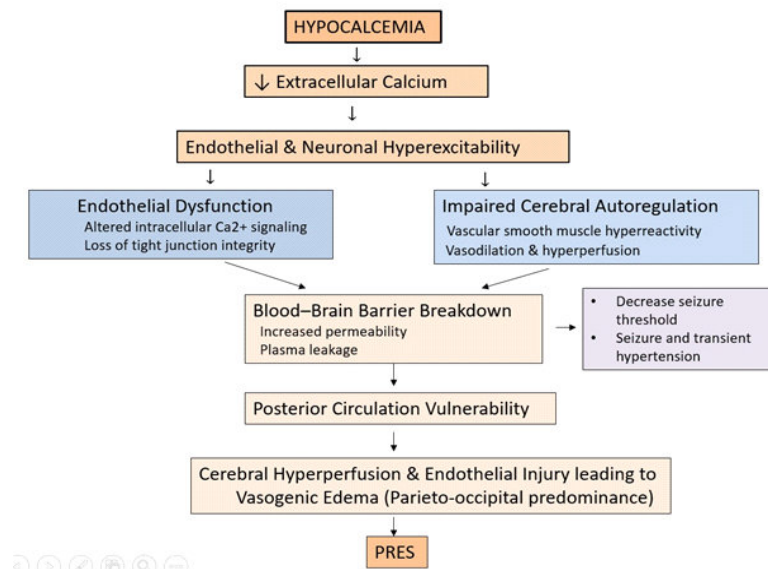 HYPOCALCEMIA
↓ Extracellular Calcium
Endothelial & Neuronal Hyperexcitability
Endothelial Dysfunction
Altered intracellular Ca2+ signaling
Loss of tight junction integrity
Impaired Cerebral Autoregulation
Vascular smooth muscle hyperreactivity
Vasodilation & hyperperfusion
Blood–Brain Barrier Breakdown
Increased permeability
Plasma leakage
• Decrease seizure
threshold
• Seizure and transient
hypertension
Posterior Circulation Vulnerability
Cerebral Hyperperfusion & Endothelial Injury leading to
Vasogenic Edema (Parieto-occipital predominance)
PRES